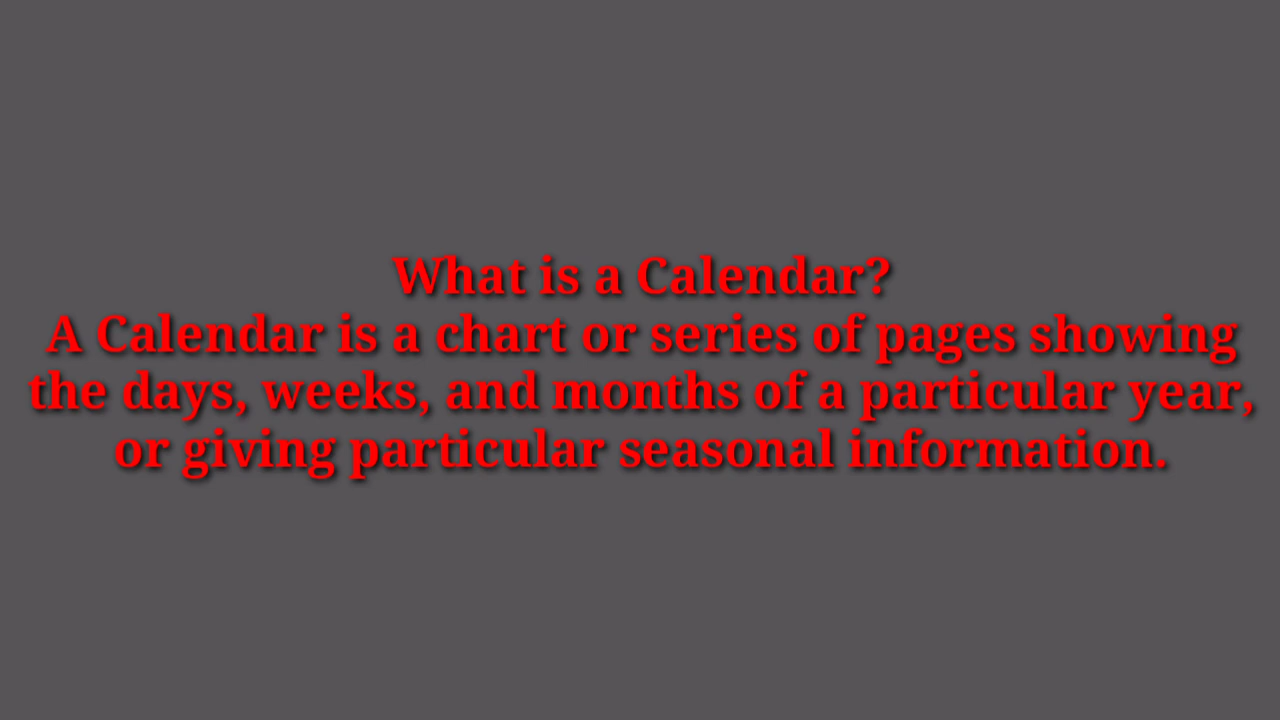 What is a Calendar?
A Calendar is a chart or series of pages showing
the days, weeks, and months of a particular year,
or giving particular seasonal information.